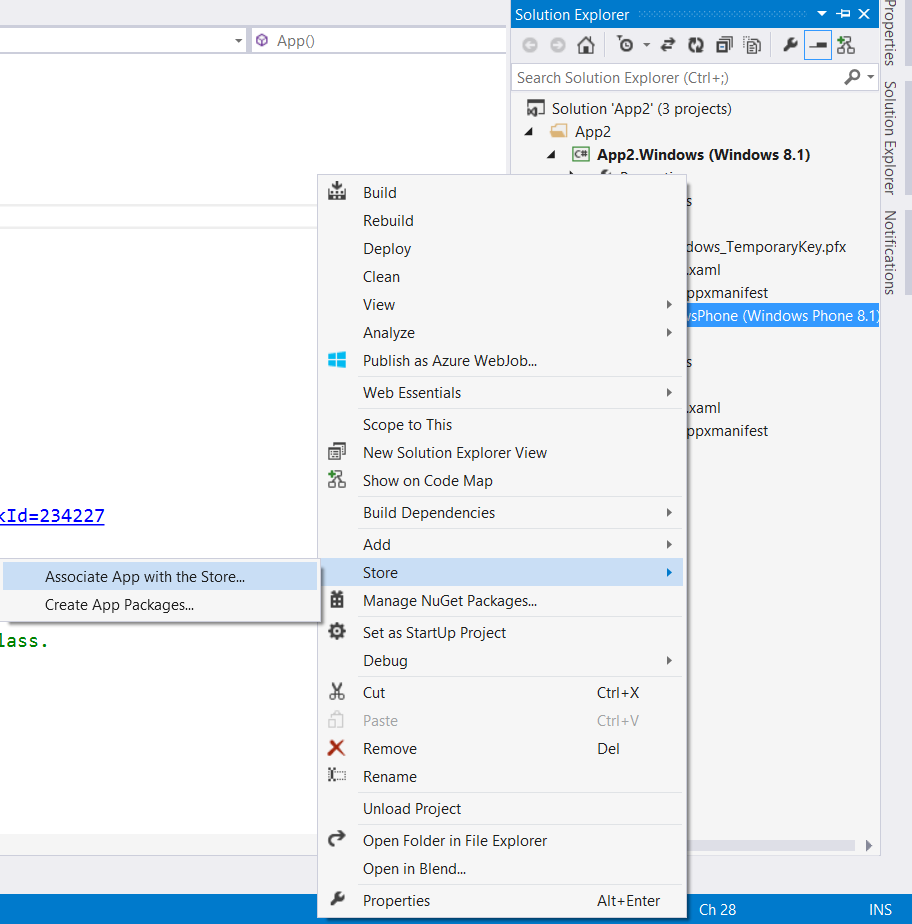 Solution Explorer
App()
Search Solution Explorer (Ctrl+;)
Solution 'App2' (3 projects)
App2
App2.Windows (Windows 8.1)
s
dows_TemporaryKey.pfx
.xaml
ppxmanifest
wsPhone (Windows Phone 8.1)
s
.xaml
ppxmanifest
Properties
Solution Explorer
Notifications
Build
Rebuild
Deploy
Clean
View
Analyze
Publish as Azure WebJob...
Web Essentials
Scope to This
New Solution Explorer View
Show on Code Map
Build Dependencies
Add
Store
Manage NuGet Packages...
Set as StartUp Project
Debug
Cut Ctrl+X
Paste Ctrl+V
Remove Del
Rename
Unload Project
Open Folder in File Explorer
Open in Blend...
Properties Alt+Enter
kId=234227
Associate App with the Store...
Create App Packages...
lass.
Ch 28
INS